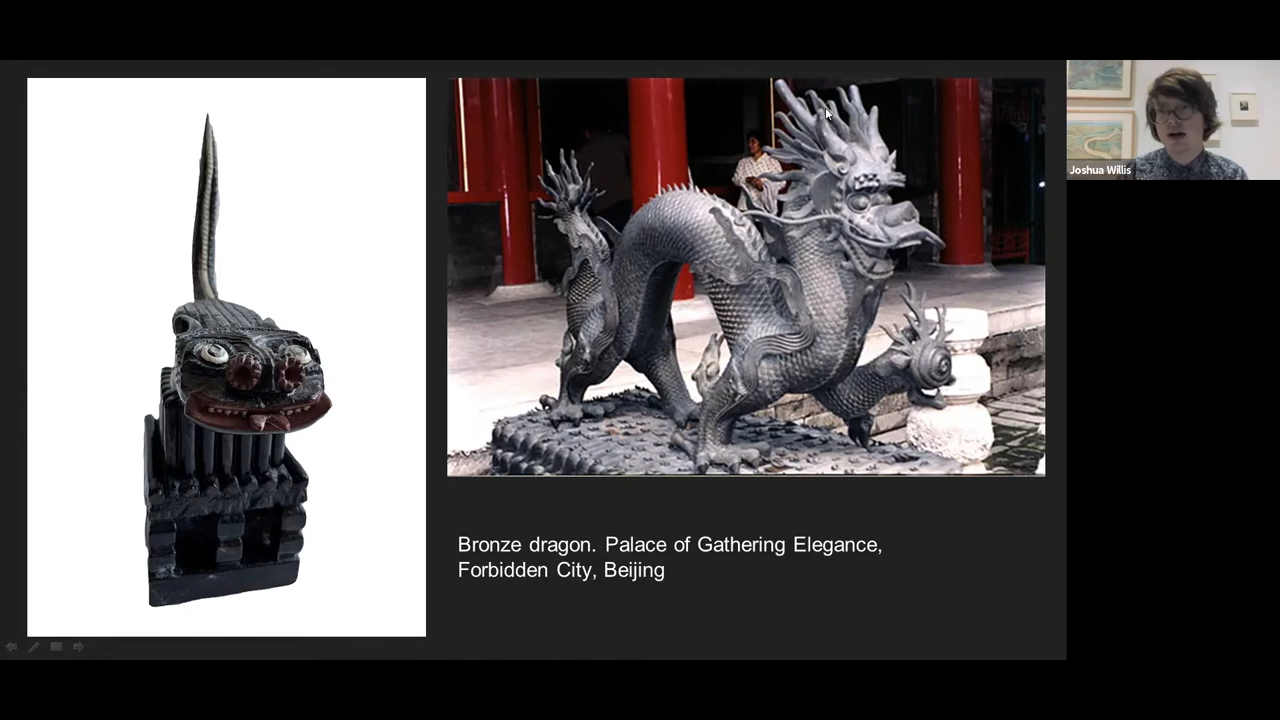 Joshua Willis
Bronze dragon. Palace of Gathering Elegance,
Forbidden City, Beijing